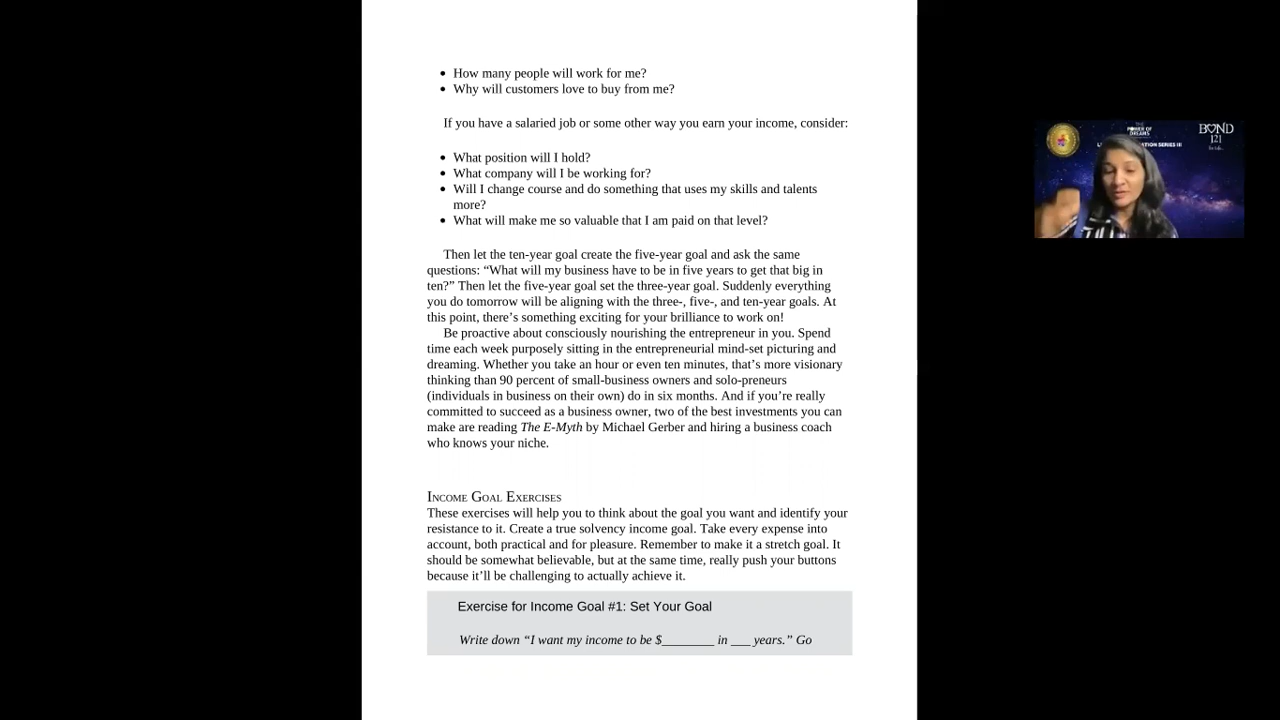 • How many people will work for me?
• Why will customers love to buy from me?
If you have a salaried job or some other way you earn your income, consider:
• What position will I hold?
• What company will I be working for?
• Will I change course and do something that uses my skills and talents
more?
• What will make me so valuable that I am paid on that level?
Then let the ten-year goal create the five-year goal and ask the same
questions: “What will my business have to be in five years to get that big in
ten?” Then let the five-year goal set the three-year goal. Suddenly everything
you do tomorrow will be aligning with the three-, five-, and ten-year goals. At
this point, there’s something exciting for your brilliance to work on!
Be proactive about consciously nourishing the entrepreneur in you. Spend
time each week purposely sitting in the entrepreneurial mind-set picturing and
dreaming. Whether you take an hour or even ten minutes, that’s more visionary
thinking than 90 percent of small-business owners and solo-preneurs
(individuals in business on their own) do in six months. And if you’re really
committed to succeed as a business owner, two of the best investments you can
make are reading The E-Myth by Michael Gerber and hiring a business coach
who knows your niche.
INCOME GOAL EXERCISES
These exercises will help you to think about the goal you want and identify your
resistance to it. Create a true solvency income goal. Take every expense into
account, both practical and for pleasure. Remember to make it a stretch goal. It
should be somewhat believable, but at the same time, really push your buttons
because it’ll be challenging to actually achieve it.
Exercise for Income Goal #1: Set Your Goal
Write down “I want my income to be $________ in ___ years.” Go
POWER OF
DREAMS
SERIES III
BOND
121